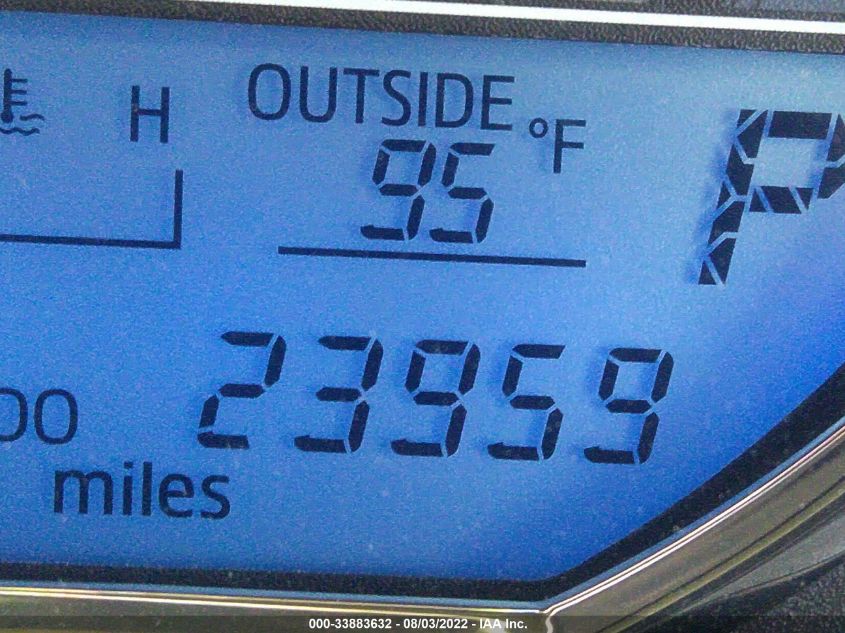 H
OUTSIDE
°F
95
P
23959
miles
000-33883632 - 08/03/2022 - IAA Inc.